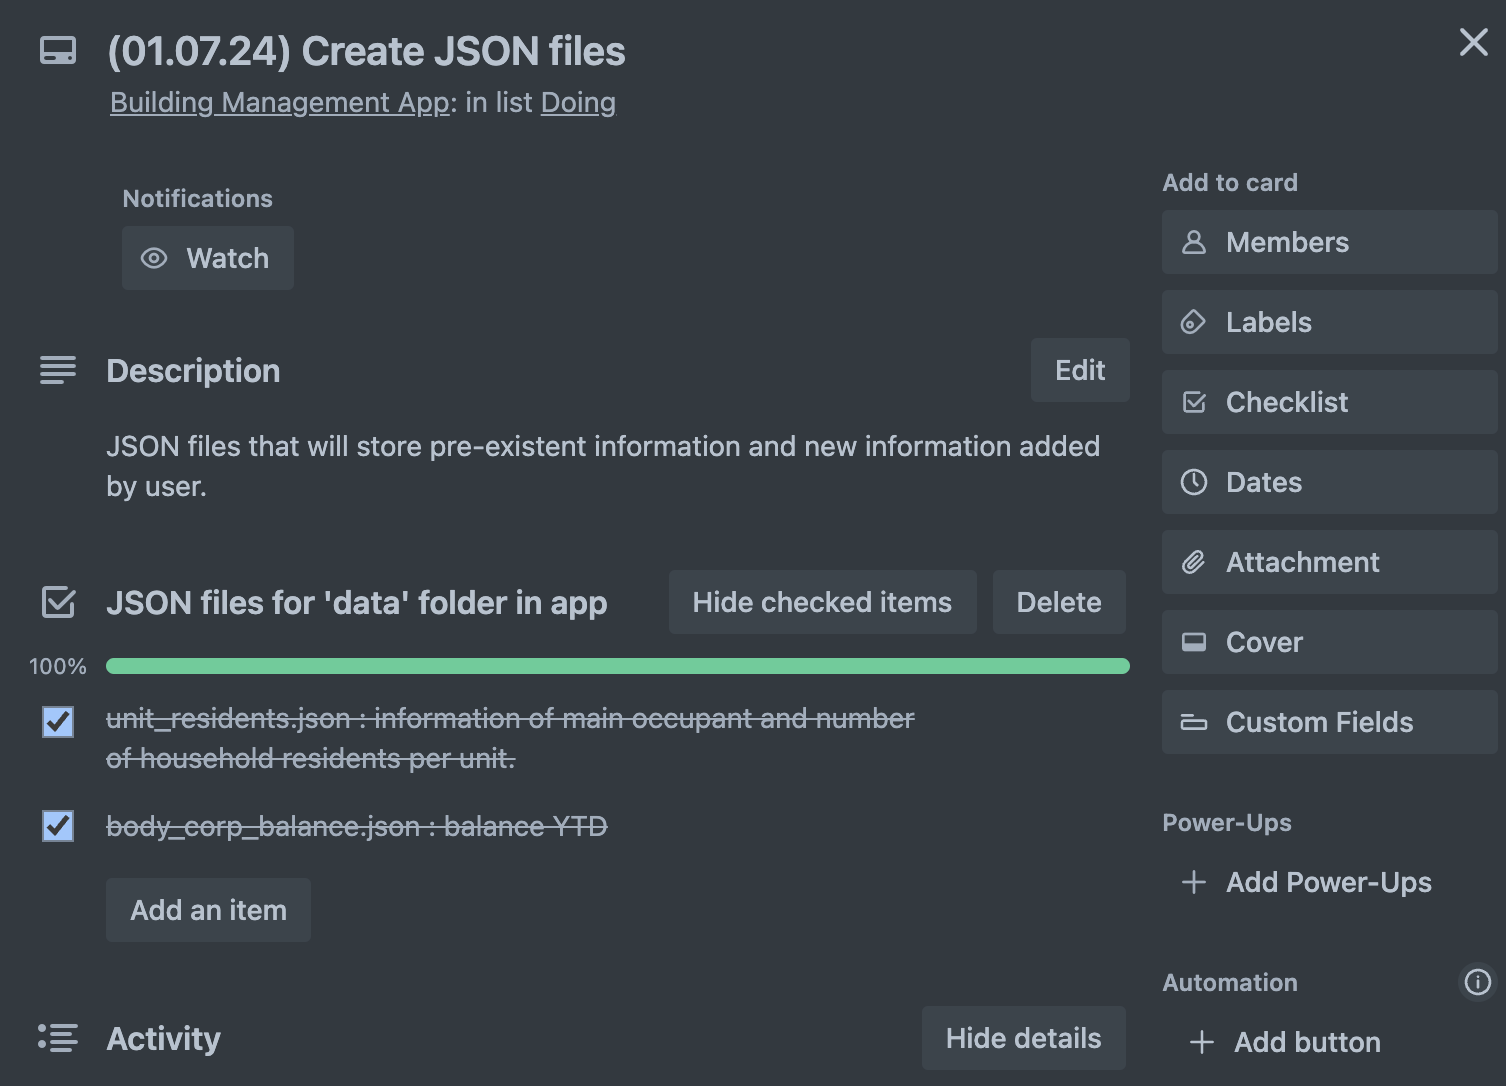 (01.07.24) Create JSON files
Building Management App: in list Doing
Notifications
Watch
Description
Edit
JSON files that will store pre-existent information and new information added
by user.
JSON files for 'data' folder in app
Hide checked items
Delete
100%
unit_residents.json : information of main occupant and number
of household residents per unit.
body_corp_balance.json : balance YTD
Add an item
Activity
Hide details
Add to card
Members
Labels
Checklist
Dates
Attachment
Cover
Custom Fields
Power-Ups
Add Power-Ups
Automation
Add button